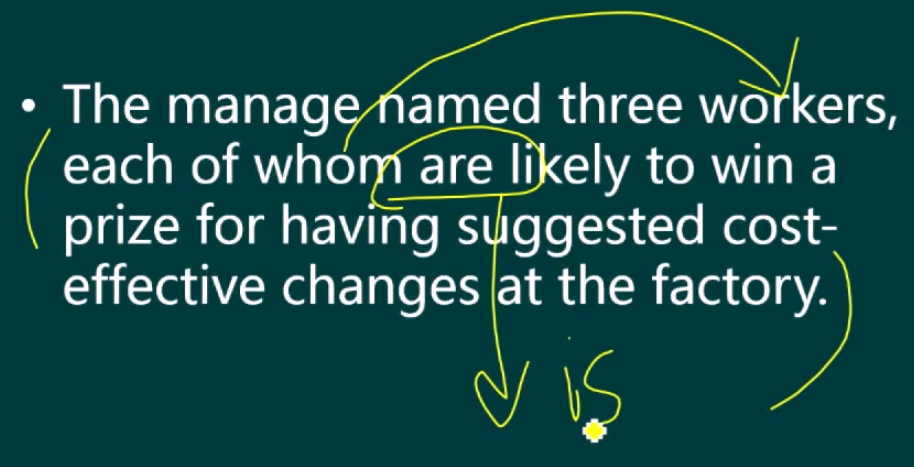 • The manage named three workers,
each of whom are likely to win a
prize for having suggested cost-
effective changes at the factory.
is